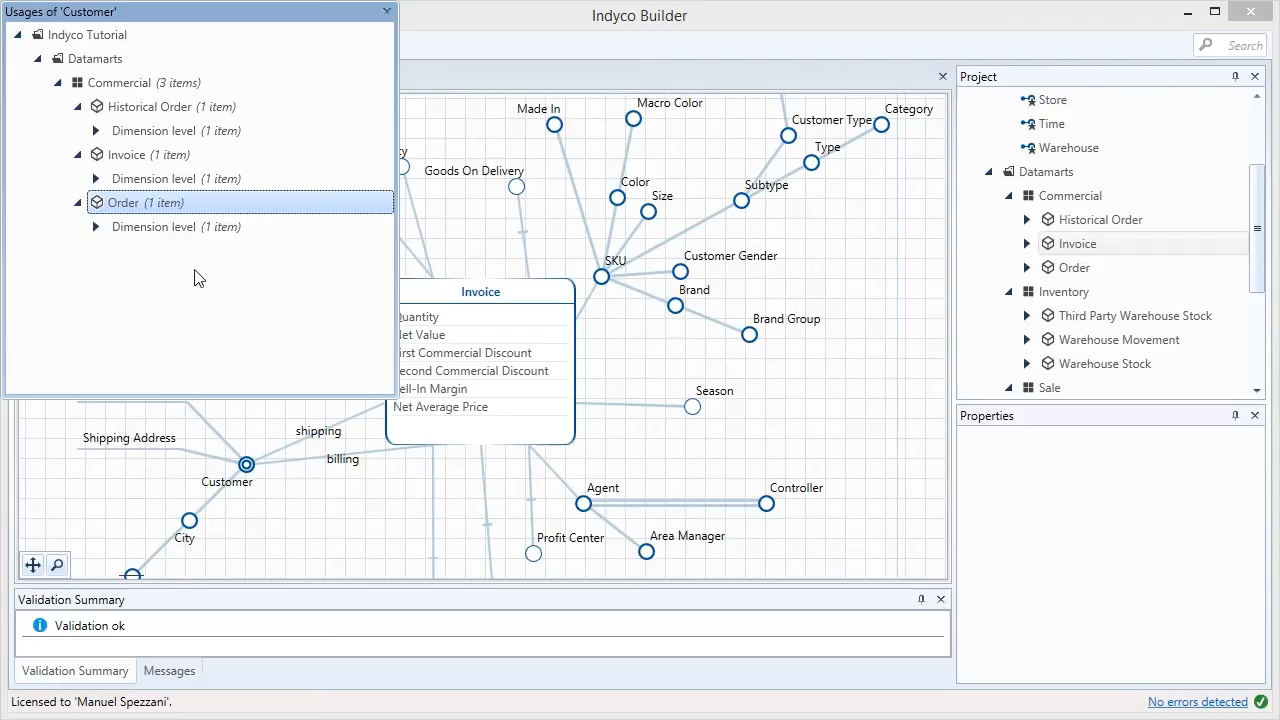 Usages of 'Customer'
Indyco Tutorial
Datamarts
Commercial (3 items)
Historical Order (1 item)
Dimension level (1 item)
Invoice (1 item)
Dimension level (1 item)
Order (1 item)
Dimension level (1 item)
Indyco Builder
Search
Made In
Macro Color
Customer Type
Category
Type
Goods On Delivery
Color
Size
Subtype
SKU
Customer Gender
Brand
Brand Group
Invoice
Quantity
Net Value
First Commercial Discount
Second Commercial Discount
Sell-In Margin
Net Average Price
Season
Shipping Address
shipping
billing
Customer
City
Agent
Controller
Profit Center
Area Manager
Project
Store
Time
Warehouse
Datamarts
Commercial
Historical Order
Invoice
Order
Inventory
Third Party Warehouse Stock
Warehouse Movement
Warehouse Stock
Sale
Properties
Validation Summary
Validation ok
Validation Summary
Messages
Licensed to 'Manuel Spezzani'.
No errors detected